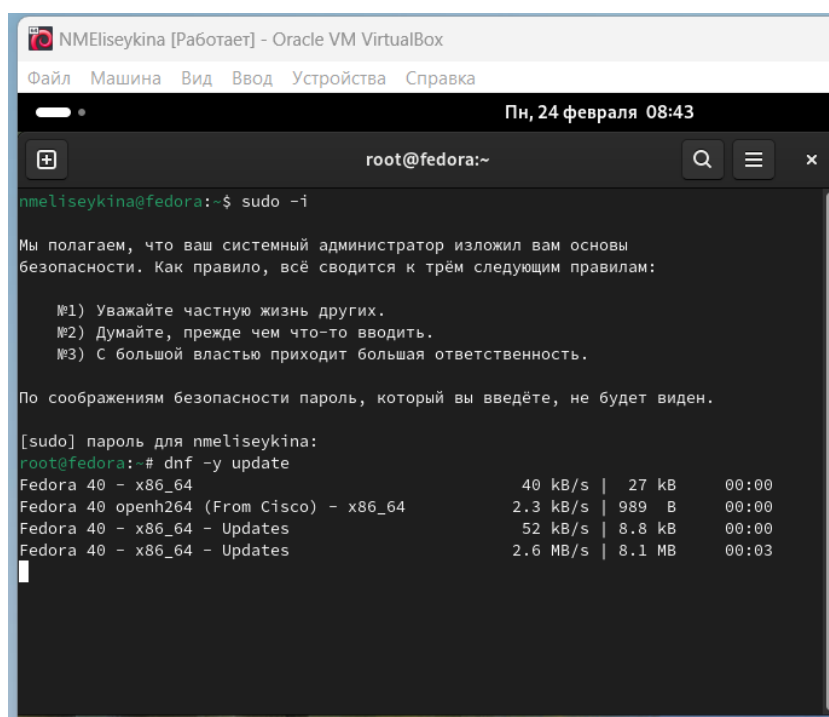 NMEliseykina [Работает] - Oracle VM VirtualBox
Файл Машина Вид Ввод Устройства Справка
Пн, 24 февраля 08:43
root@fedora:~
nmeliseykina@fedora:~$ sudo -i
Мы полагаем, что ваш системный администратор изложил вам основы
безопасности. Как правило, всё сводится к трём следующим правилам:
№1) Уважайте частную жизнь других.
№2) Думайте, прежде чем что-то вводить.
№3) С большой властью приходит большая ответственность.
По соображениям безопасности пароль, который вы введёте, не будет виден.
[sudo] пароль для nmeliseykina:
root@fedora:~# dnf -y update
Fedora 40 - x86_64 40 kB/s | 27 kB 00:00
Fedora 40 openh264 (From Cisco) - x86_64 2.3 kB/s | 989 B 00:00
Fedora 40 - x86_64 - Updates 52 kB/s | 8.8 kB 00:00
Fedora 40 - x86_64 - Updates 2.6 MB/s | 8.1 MB 00:03